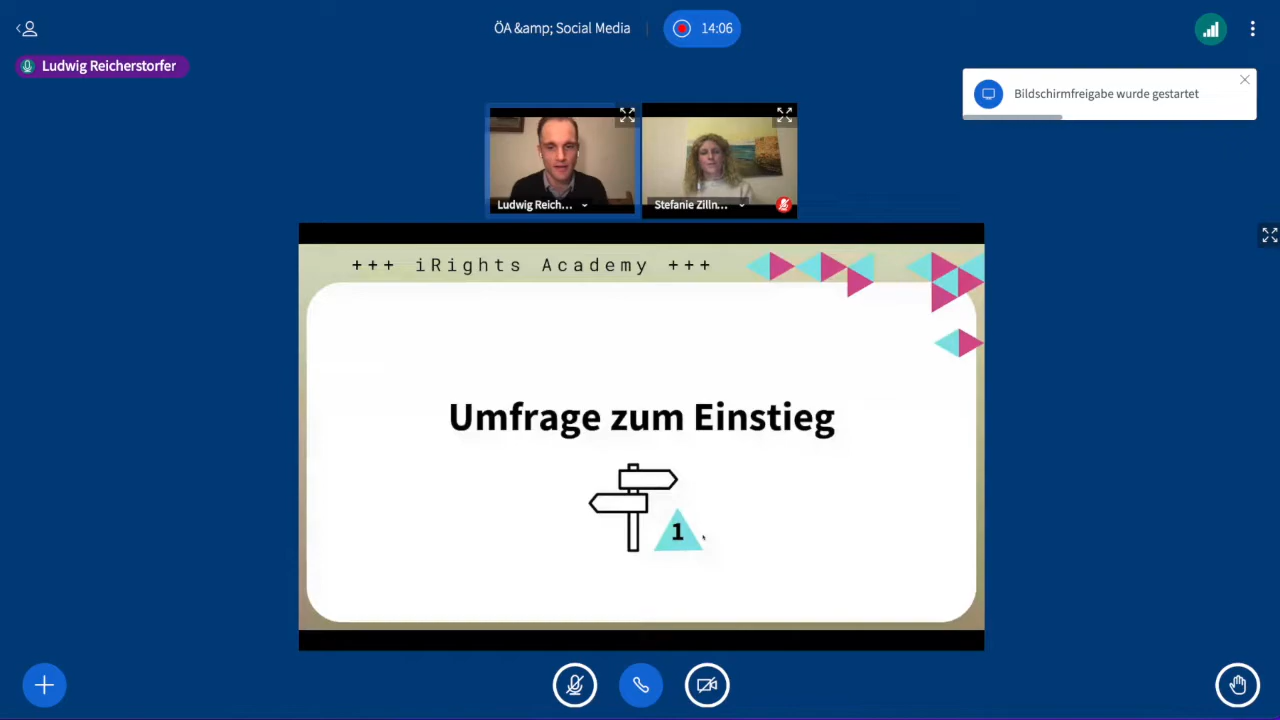 ÖA &amp; Social Media
14:06
Ludwig Reicherstorfer
Bildschirmfreigabe wurde gestartet
Ludwig Reich...
Stefanie Zilln...
+++ iRights Academy +++
Umfrage zum Einstieg
1